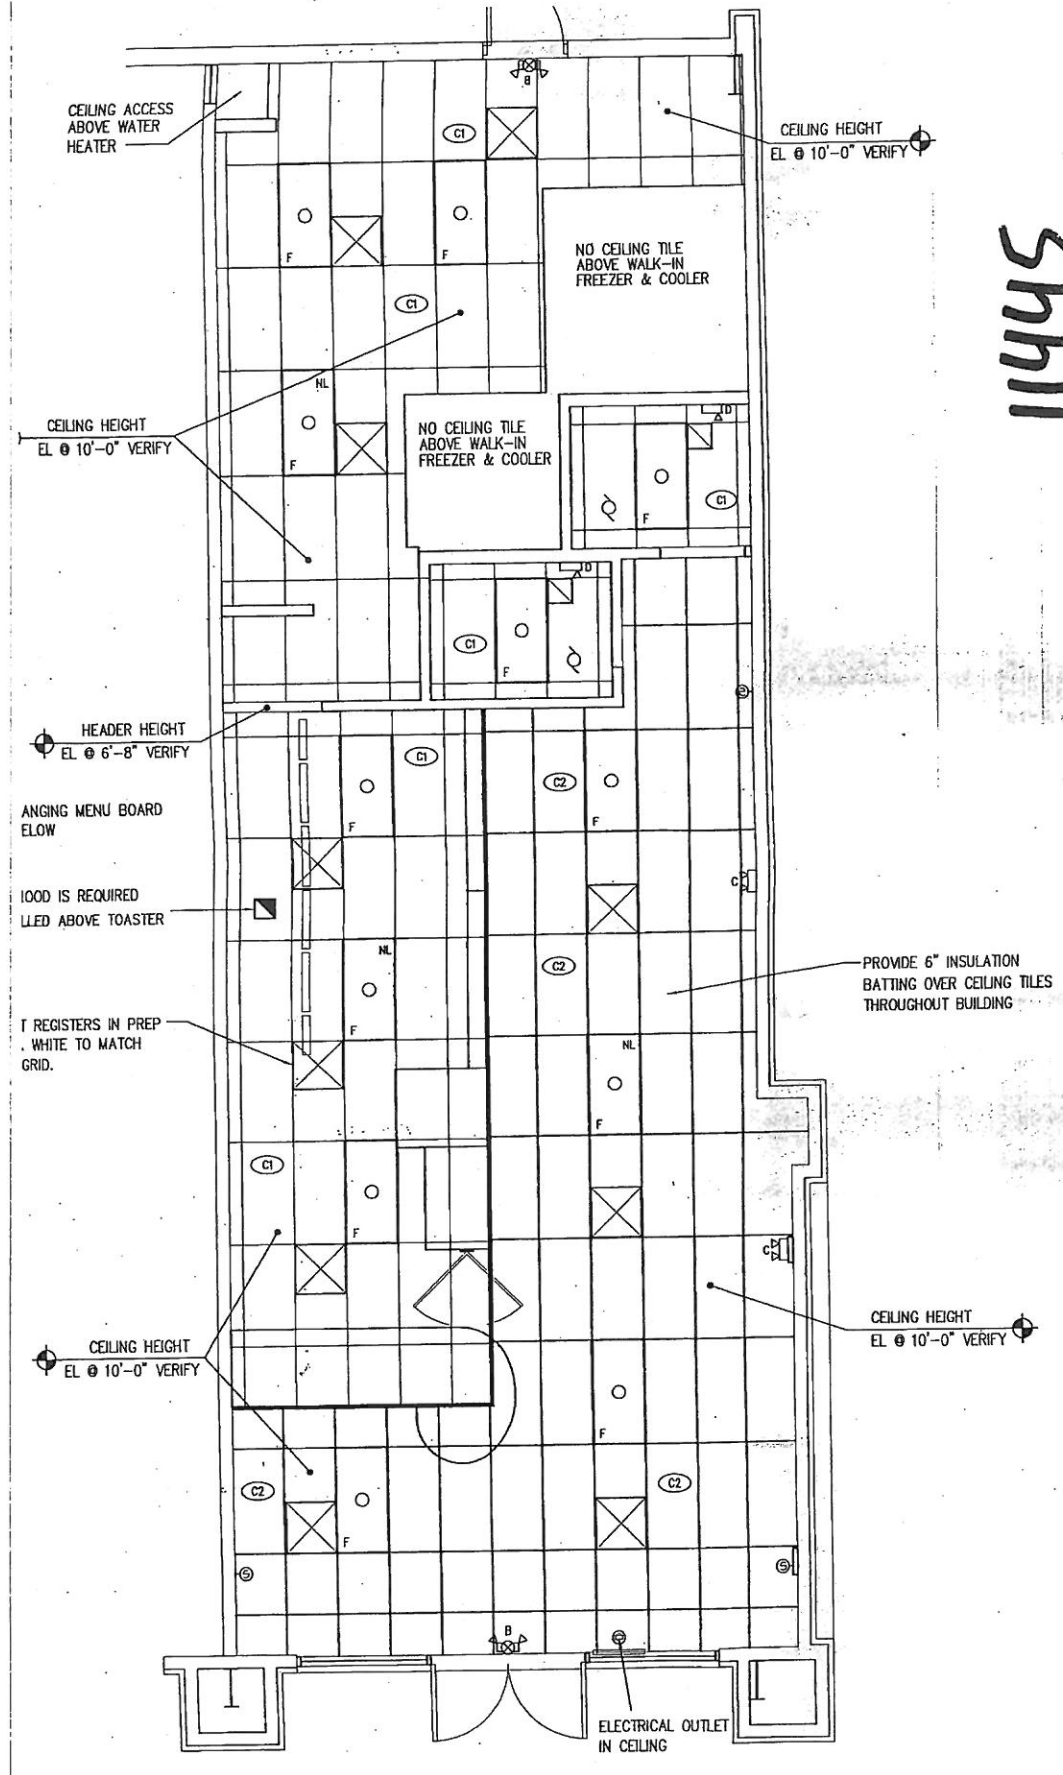 B
CEILING ACCESS
ABOVE WATER
HEATER
C1
CEILING HEIGHT
EL @ 10'-0" VERIFY
F
F
NO CEILING TILE
ABOVE WALK-IN
FREEZER & COOLER
C1
NL
F
CEILING HEIGHT
EL @ 10'-0" VERIFY
NO CEILING TILE
ABOVE WALK-IN
FREEZER & COOLER
D
C1
F
D
C1
F
S
HEADER HEIGHT
EL @ 6'-8" VERIFY
C1
F
C2
F
ANGING MENU BOARD
ELOW
C
OOD IS REQUIRED
LLED ABOVE TOASTER
NL
F
C2
PROVIDE 6" INSULATION
BATTING OVER CEILING TILES
THROUGHOUT BUILDING
T REGISTERS IN PREP
. WHITE TO MATCH
GRID.
NL
F
C1
F
C
CEILING HEIGHT
EL @ 10'-0" VERIFY
CEILING HEIGHT
EL @ 10'-0" VERIFY
F
C2
F
C2
S
S
B
ELECTRICAL OUTLET
IN CEILING